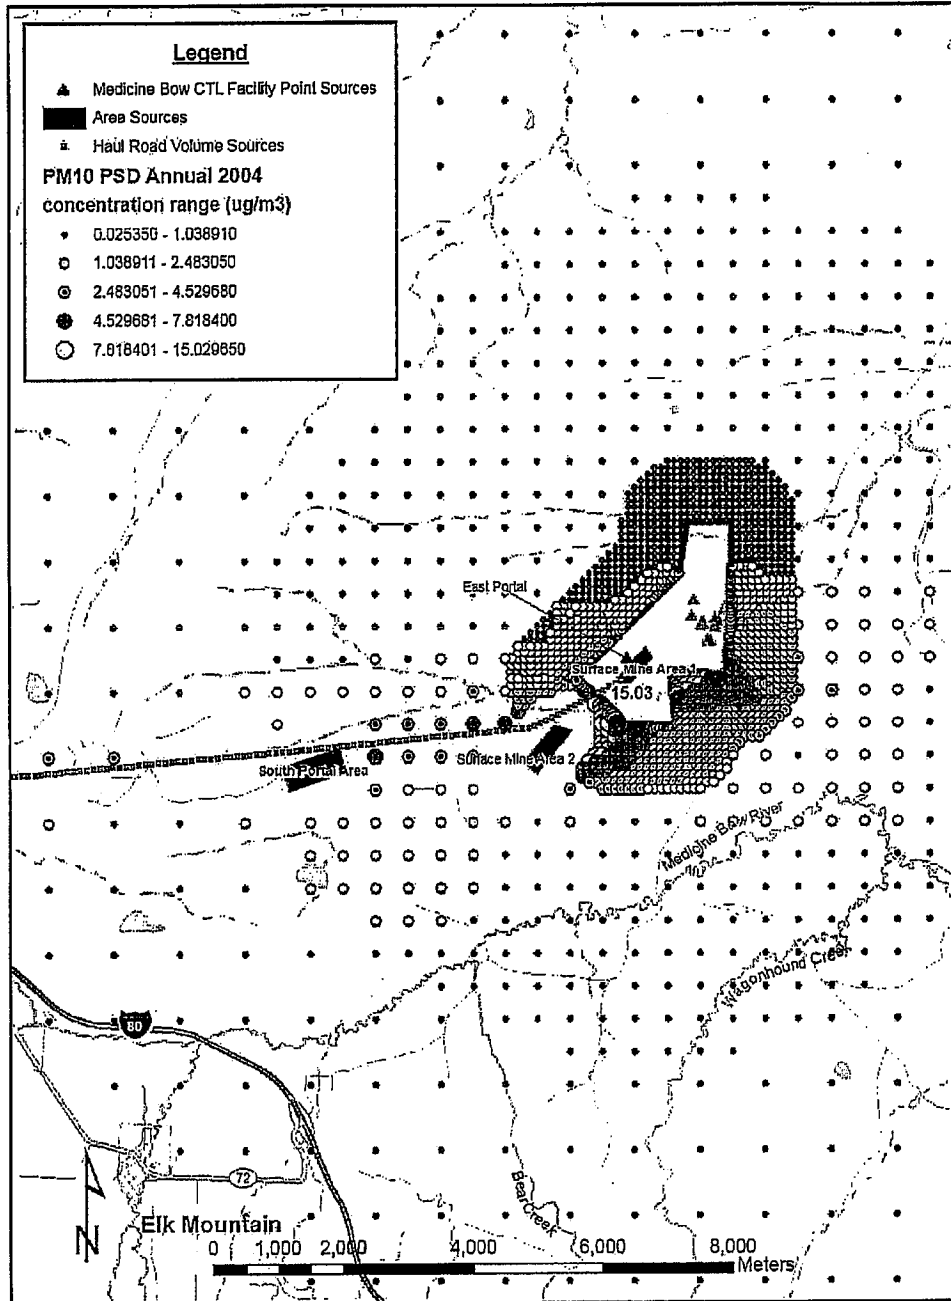 Legend
Medicine Bow CTL Facility Point Sources
Area Sources
Haul Road Volume Sources
PM10 PSD Annual 2004
concentration range (ug/m3)
0.025350 - 1.038910
1.038911 - 2.483050
2.483051 - 4.529680
4.529681 - 7.818400
7.818401 - 15.029650
East Portal
Surface Mine Area 1
15.03
South Portal Area
Surface Mine Area 2
Medicine Bow River
Wagonhound Creek
80
72
Bear Creek
Elk Mountain
N
0 1,000 2,000 4,000 6,000 8,000
Meters